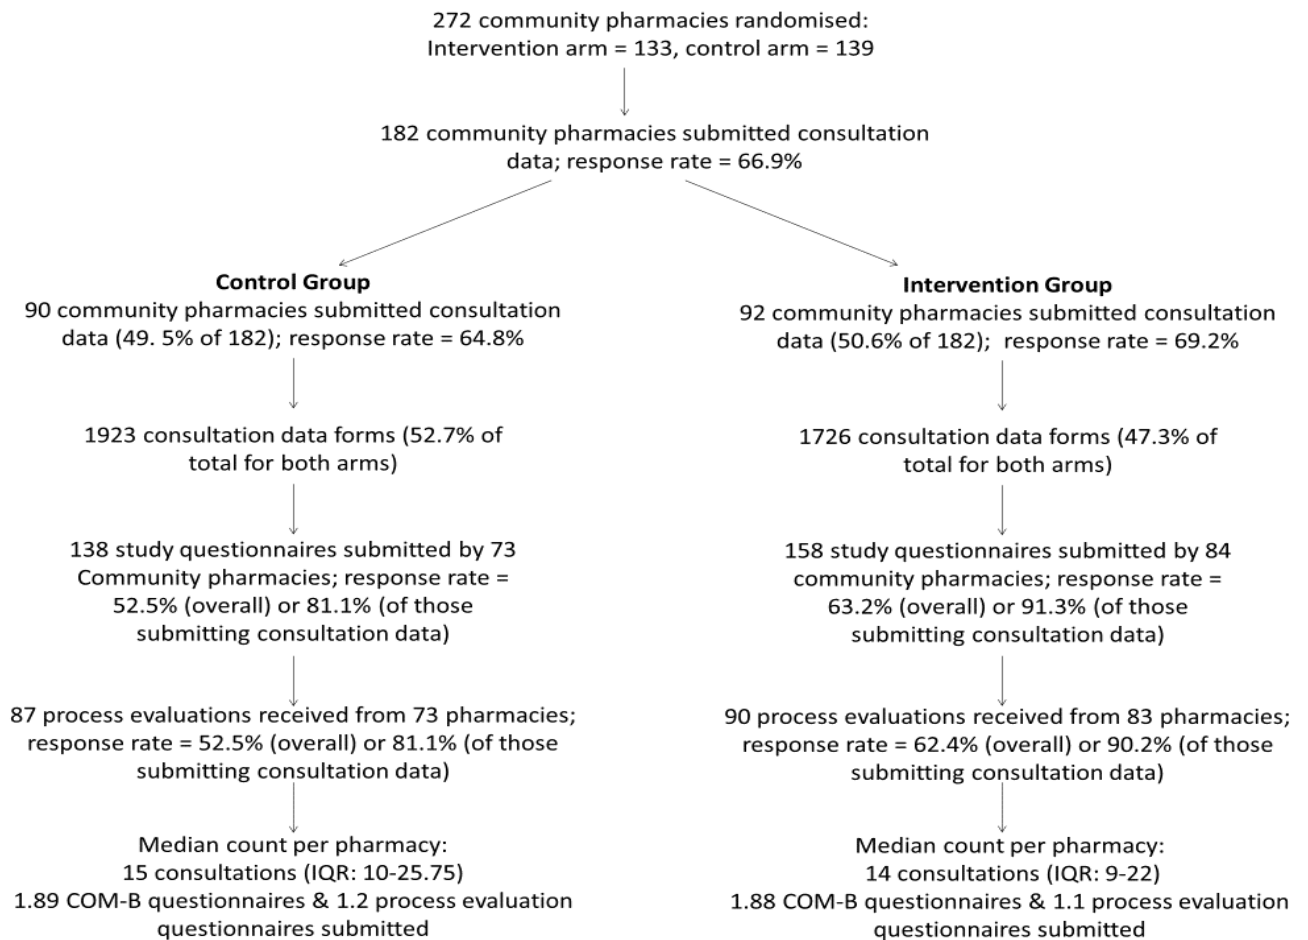 272 community pharmacies randomised:
Intervention arm = 133, control arm = 139
182 community pharmacies submitted consultation
data; response rate = 66.9%
Control Group
90 community pharmacies submitted consultation
data (49. 5% of 182); response rate = 64.8%
1923 consultation data forms (52.7% of
total for both arms)
138 study questionnaires submitted by 73
Community pharmacies; response rate =
52.5% (overall) or 81.1% (of those
submitting consultation data)
87 process evaluations received from 73 pharmacies;
response rate = 52.5% (overall) or 81.1% (of those
submitting consultation data)
Median count per pharmacy:
15 consultations (IQR: 10-25.75)
1.89 COM-B questionnaires & 1.2 process evaluation
questionnaires submitted
Intervention Group
92 community pharmacies submitted consultation
data (50.6% of 182);  response rate = 69.2%
1726 consultation data forms (47.3% of
total for both arms)
158 study questionnaires submitted by 84
community pharmacies; response rate =
63.2% (overall) or 91.3% (of those
submitting consultation data)
90 process evaluations received from 83 pharmacies;
response rate = 62.4% (overall) or 90.2% (of those
submitting consultation data)
Median count per pharmacy:
14 consultations (IQR: 9-22)
1.88 COM-B questionnaires & 1.1 process evaluation
questionnaires submitted